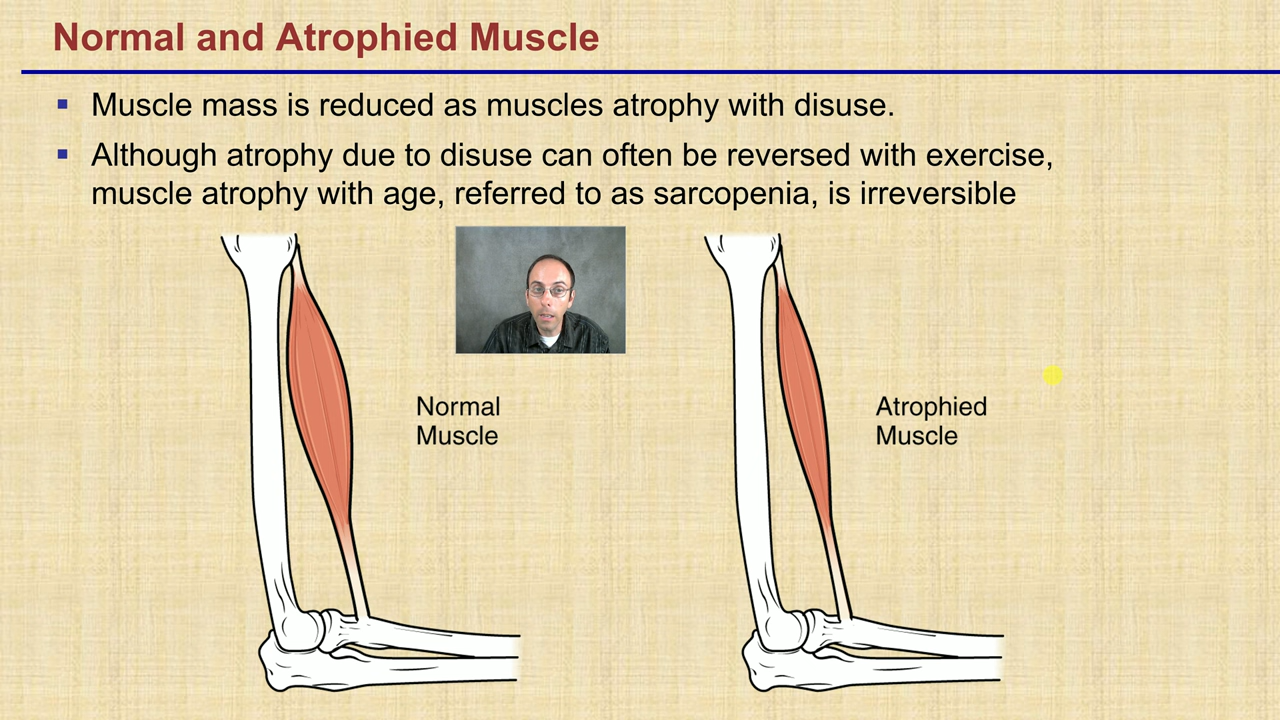 Normal and Atrophied Muscle
Muscle mass is reduced as muscles atrophy with disuse.
Although atrophy due to disuse can often be reversed with exercise,
muscle atrophy with age, referred to as sarcopenia, is irreversible
Normal
Muscle
Atrophied
Muscle